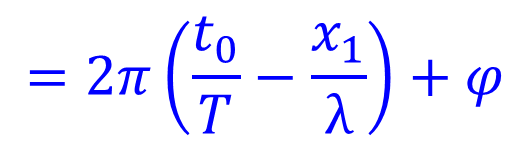 = 2π (t₀/T − x₁/λ) + φ